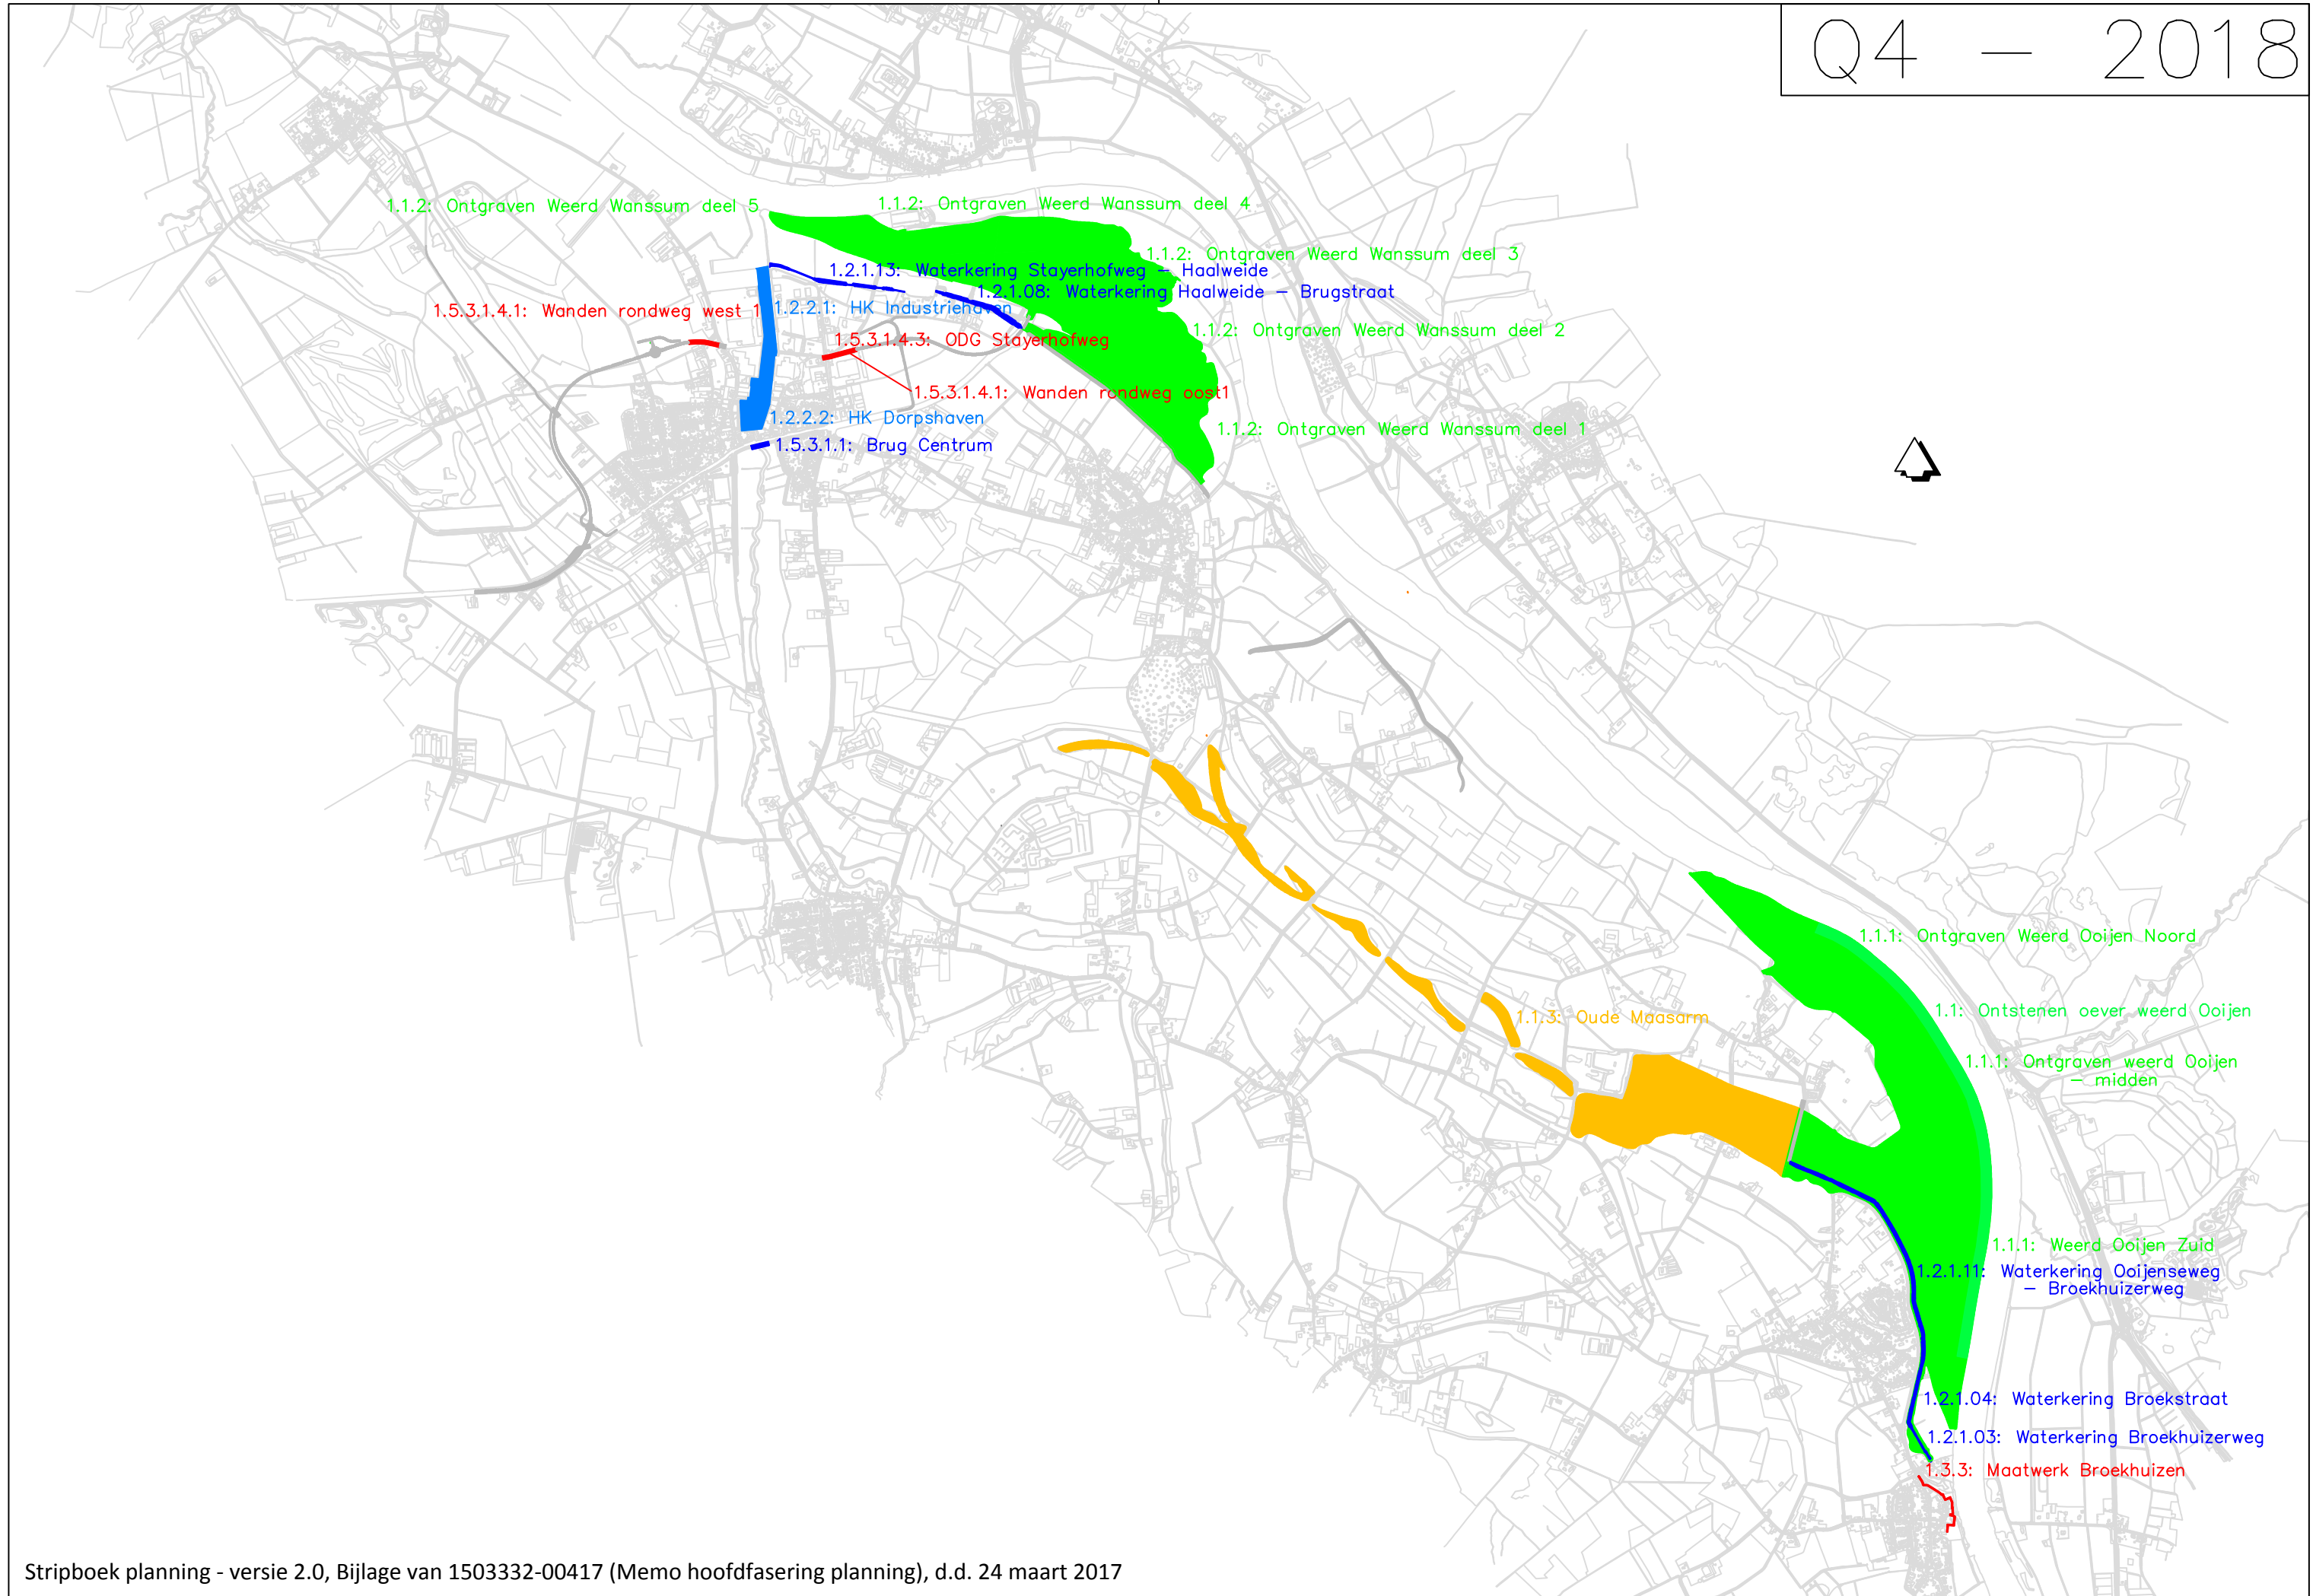 Q4 – 2018
1.1.2: Ontgraven Weerd Wanssum deel 5
1.1.2: Ontgraven Weerd Wanssum deel 4
1.1.2: Ontgraven Weerd Wanssum deel 3
1.2.1.13: Waterkering Stayerhofweg – Haalweide
1.2.1.08: Waterkering Haalweide – Brugstraat
1.5.3.1.4.1: Wanden rondweg west 1
1.2.2.1: HK Industriehaven
1.1.2: Ontgraven Weerd Wanssum deel 2
1.5.3.1.4.3: ODG Stayerhofweg
1.5.3.1.4.1: Wanden rondweg oost1
1.2.2.2: HK Dorpshaven
1.1.2: Ontgraven Weerd Wanssum deel 1
1.5.3.1.1: Brug Centrum
1.1.1: Ontgraven Weerd Ooijen Noord
1.1: Ontstenen oever weerd Ooijen
1.1.3: Oude Maasarm
1.1.1: Ontgraven weerd Ooijen
– midden
1.1.1: Weerd Ooijen Zuid
1.2.1.11: Waterkering Ooijenseweg
– Broekhuizerweg
1.2.1.04: Waterkering Broekstraat
1.2.1.03: Waterkering Broekhuizerweg
1.3.3: Maatwerk Broekhuizen
Stripboek planning - versie 2.0, Bijlage van 1503332-00417 (Memo hoofdfasering planning), d.d. 24 maart 2017